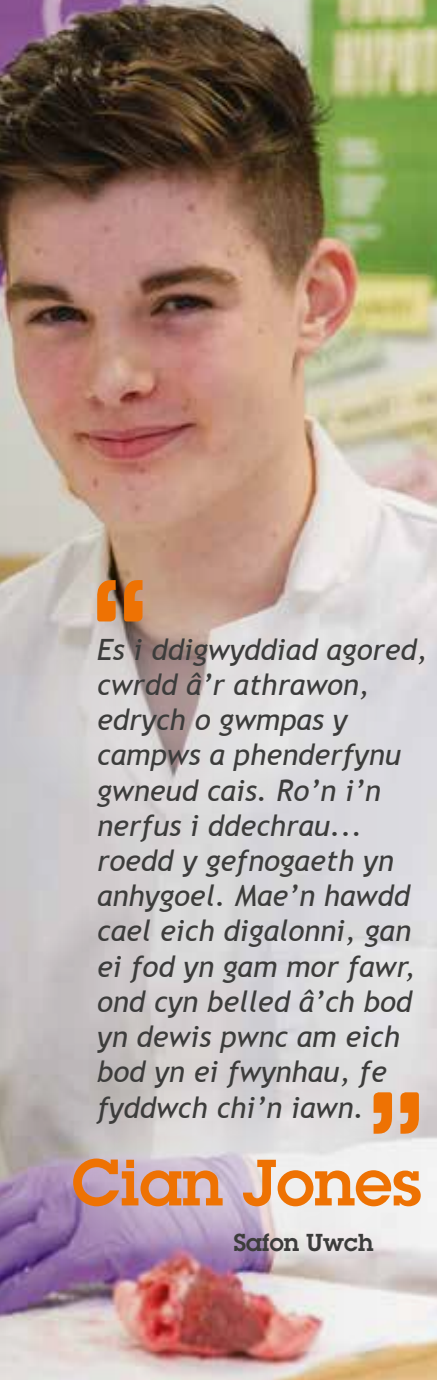 “
Es i ddigwyddiad agored,
cwrdd â’r athrawon,
edrych o gwmpas y
campws a phenderfynu
gwneud cais. Ro’n i’n
nerfus i ddechrau...
roedd y gefnogaeth yn
anhygoel. Mae’n hawdd
cael eich digalonni, gan
ei fod yn gam mor fawr,
ond cyn belled â’ch bod
yn dewis pwnc am eich
bod yn ei fwynhau, fe
fyddwch chi’n iawn. ”
Cian Jones
Safon Uwch